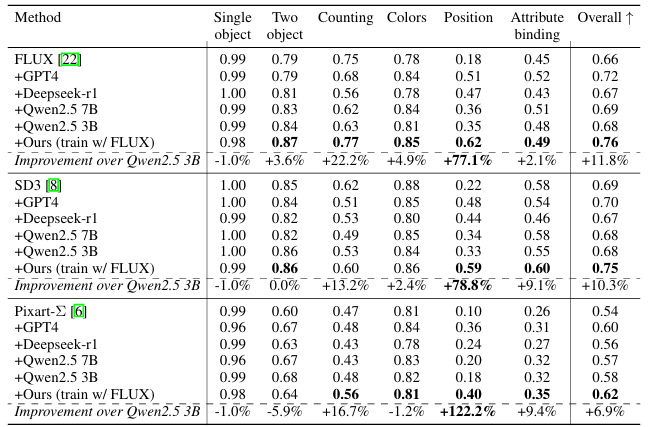 Method Single object Two object Counting Colors Position Attribute binding Overall ↑
FLUX [22] 0.99 0.79 0.75 0.78 0.18 0.45 0.66
+GPT4 0.99 0.79 0.68 0.84 0.51 0.52 0.72
+Deepseek-r1 1.00 0.81 0.56 0.78 0.47 0.43 0.67
+Qwen2.5 7B 0.99 0.83 0.62 0.84 0.36 0.51 0.69
+Qwen2.5 3B 0.99 0.84 0.63 0.81 0.35 0.48 0.68
+Ours (train w/ FLUX) 0.98 0.87 0.77 0.85 0.62 0.49 0.76
Improvement over Qwen2.5 3B -1.0% +3.6% +22.2% +4.9% +77.1% +2.1% +11.8%
SD3 [8] 1.00 0.85 0.62 0.88 0.22 0.58 0.69
+GPT4 1.00 0.84 0.51 0.85 0.48 0.54 0.70
+Deepseek-r1 0.99 0.82 0.53 0.80 0.44 0.46 0.67
+Qwen2.5 7B 1.00 0.82 0.49 0.85 0.34 0.58 0.68
+Qwen2.5 3B 1.00 0.86 0.53 0.84 0.33 0.55 0.68
+Ours (train w/ FLUX) 0.99 0.86 0.60 0.86 0.59 0.60 0.75
Improvement over Qwen2.5 3B -1.0% 0.0% +13.2% +2.4% +78.8% +9.1% +10.3%
Pixart-Σ [6] 0.99 0.60 0.47 0.81 0.10 0.26 0.54
+GPT4 0.96 0.67 0.48 0.84 0.36 0.31 0.60
+Deepseek-r1 0.99 0.63 0.43 0.78 0.24 0.27 0.56
+Qwen2.5 7B 0.96 0.67 0.43 0.83 0.20 0.32 0.57
+Qwen2.5 3B 0.99 0.68 0.48 0.82 0.18 0.32 0.58
+Ours (train w/ FLUX) 0.98 0.64 0.56 0.81 0.40 0.35 0.62
Improvement over Qwen2.5 3B -1.0% -5.9% +16.7% -1.2% +122.2% +9.4% +6.9%